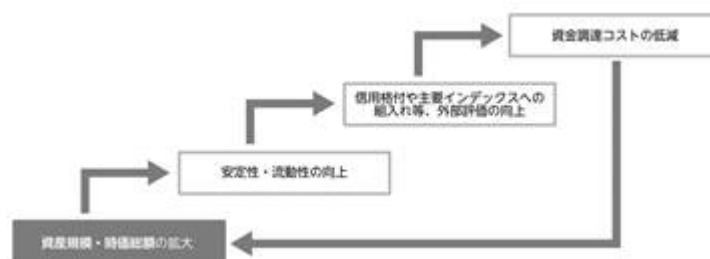 資金調達コストの低減
信用格付や主要インデックスへの
組入れ等、外部評価の向上
安定性・流動性の向上
資産規模・時価総額の拡大